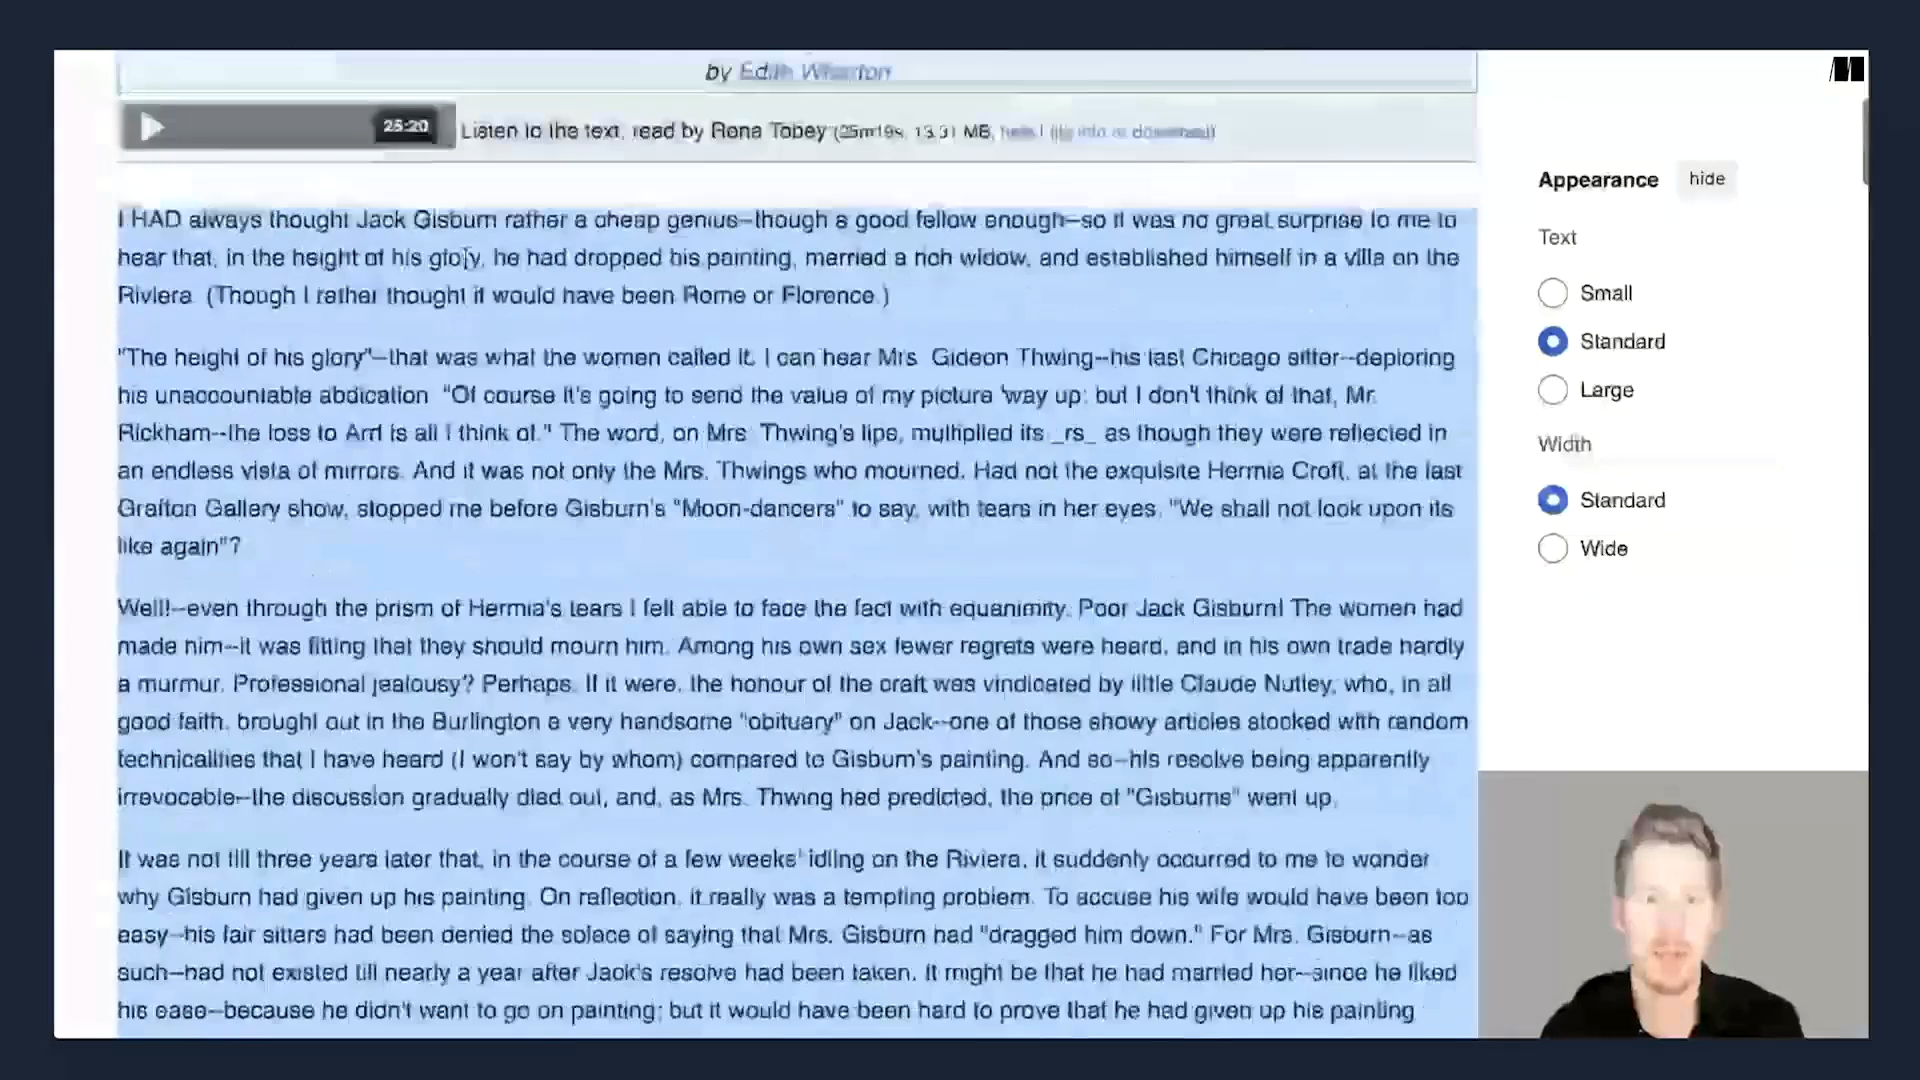 by Edith Wharton
25:20
Listen to the text, read by Rona Tobey (25m19s, 13.31 MB, help | file info or download)
I HAD always thought Jack Gisburn rather a cheap genius--though a good fellow enough--so it was no great surprise to me to
hear that, in the height of his glory, he had dropped his painting, married a rich widow, and established himself in a villa on the
Riviera. (Though I rather thought it would have been Rome or Florence.)
"The height of his glory"--that was what the women called it. I can hear Mrs. Gideon Thwing--his last Chicago sitter--deploring
his unaccountable abdication. "Of course it's going to send the value of my picture 'way up; but I don't think of that, Mr.
Rickham--the loss to Arrt is all I think of." The word, on Mrs. Thwing's lips, multiplied its _rs_ as though they were reflected in
an endless vista of mirrors. And it was not only the Mrs. Thwings who mourned. Had not the exquisite Hermia Croft, at the last
Grafton Gallery show, stopped me before Gisburn's "Moon-dancers" to say, with tears in her eyes, "We shall not look upon its
like again"?
Well!--even through the prism of Hermia's tears I felt able to face the fact with equanimity. Poor Jack Gisburn! The women had
made him--it was fitting that they should mourn him. Among his own sex fewer regrets were heard, and in his own trade hardly
a murmur. Professional jealousy? Perhaps. If it were, the honour of the craft was vindicated by little Claude Nutley, who, in all
good faith, brought out in the Burlington a very handsome "obituary" on Jack--one of those showy articles stocked with random
technicalities that I have heard (I won't say by whom) compared to Gisburn's painting. And so--his resolve being apparently
irrevocable--the discussion gradually died out, and, as Mrs. Thwing had predicted, the price of "Gisburns" went up.
It was not till three years later that, in the course of a few weeks' idling on the Riviera, it suddenly occurred to me to wonder
why Gisburn had given up his painting. On reflection, it really was a tempting problem. To accuse his wife would have been too
easy--his fair sitters had been denied the solace of saying that Mrs. Gisburn had "dragged him down." For Mrs. Gisburn--as
such--had not existed till nearly a year after Jack's resolve had been taken. It might be that he had married her--since he liked
his ease--because he didn't want to go on painting; but it would have been hard to prove that he had given up his painting
Appearance hide
Text
Small
Standard
Large
Width
Standard
Wide